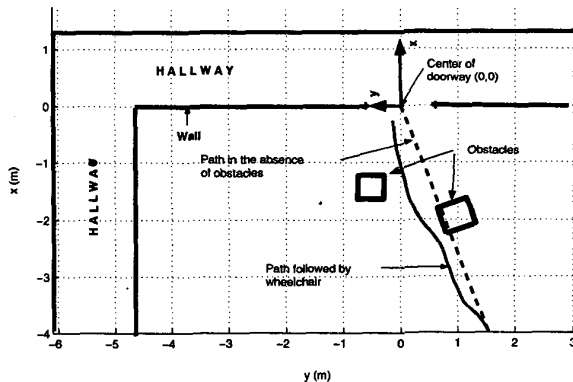 x
HALLWAY
Center of
doorway (0,0)
y
Wall
Path in the absence
of obstacles
Obstacles
HALLWAY
Path followed by
wheelchair
x (m)
1
0
-1
-2
-3
-4
-6
-5
-4
-3
-2
-1
0
1
2
3
y (m)